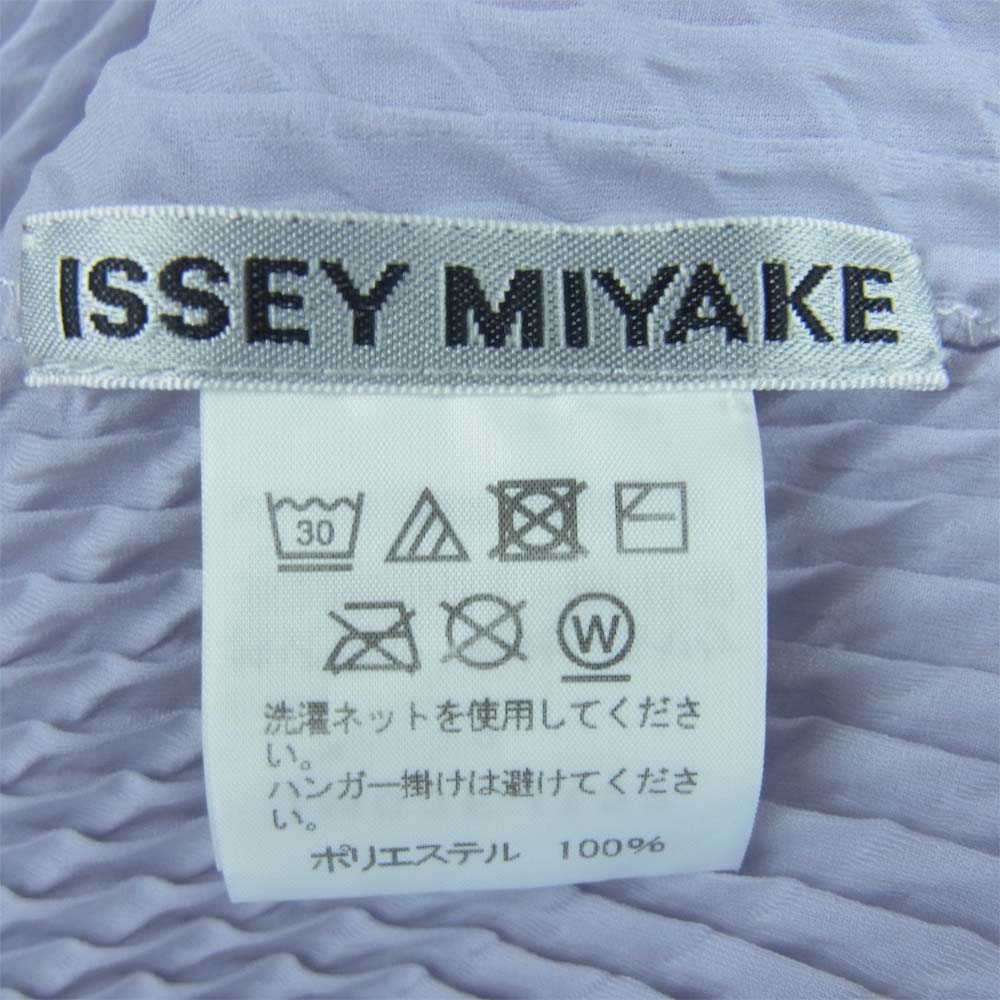 ISSEY MIYAKE
30
W
洗濯ネットを使用してくださ
い。
ハンガー掛けは避けてくださ
い。
ポリエステル 100%